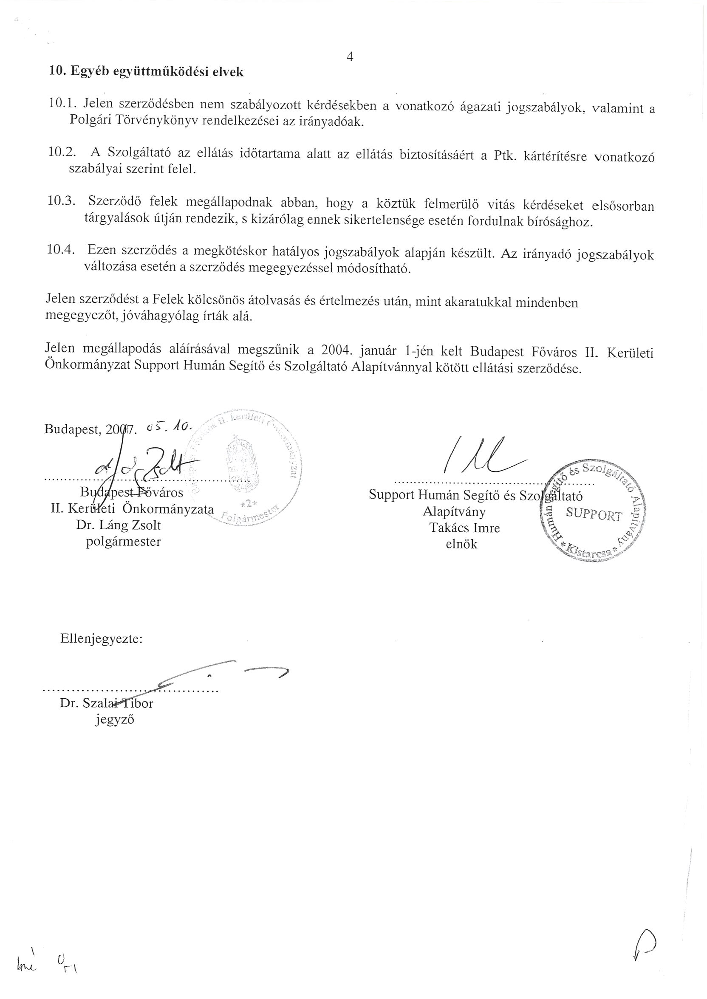 4
10. Egyéb együttműködési elvek
10.1. Jelen szerződésben nem szabályozott kérdésekben a vonatkozó ágazati jogszabályok, valamint a
Polgári Törvénykönyv rendelkezései az irányadóak.
10.2. A Szolgáltató az ellátás időtartama alatt az ellátás biztosításáért a Ptk. kártérítésre vonatkozó
szabályai szerint felel.
10.3. Szerződő felek megállapodnak abban, hogy a köztük felmerülő vitás kérdéseket elsősorban
tárgyalások útján rendezik, s kizárólag ennek sikertelensége esetén fordulnak bírósághoz.
10.4. Ezen szerződés a megkötéskor hatályos jogszabályok alapján készült. Az irányadó jogszabályok
változása esetén a szerződés megegyezéssel módosítható.
Jelen szerződést a Felek kölcsönös átolvasás és értelmezés után, mint akaratukkal mindenben
megegyezőt, jóváhagyólag írták alá.
Jelen megállapodás aláírásával megszűnik a 2004. január 1-jén kelt Budapest Főváros II. Kerületi
Önkormányzat Support Humán Segítő és Szolgáltató Alapítvánnyal kötött ellátási szerződése.
Budapest, 2007. 05. 10.
II. kerületi Önkormányzat
*2*
Polgármester
Budapest Főváros
II. Kerületi Önkormányzata
Dr. Láng Zsolt
polgármester
Support Humán Segítő és Szolgáltató
Alapítvány
Takács Imre
elnök
Humán Segítő és Szolgáltató Alapítvány
SUPPORT
* Kistarcsa *
Ellenjegyezte:
Dr. Szalai Tibor
jegyző